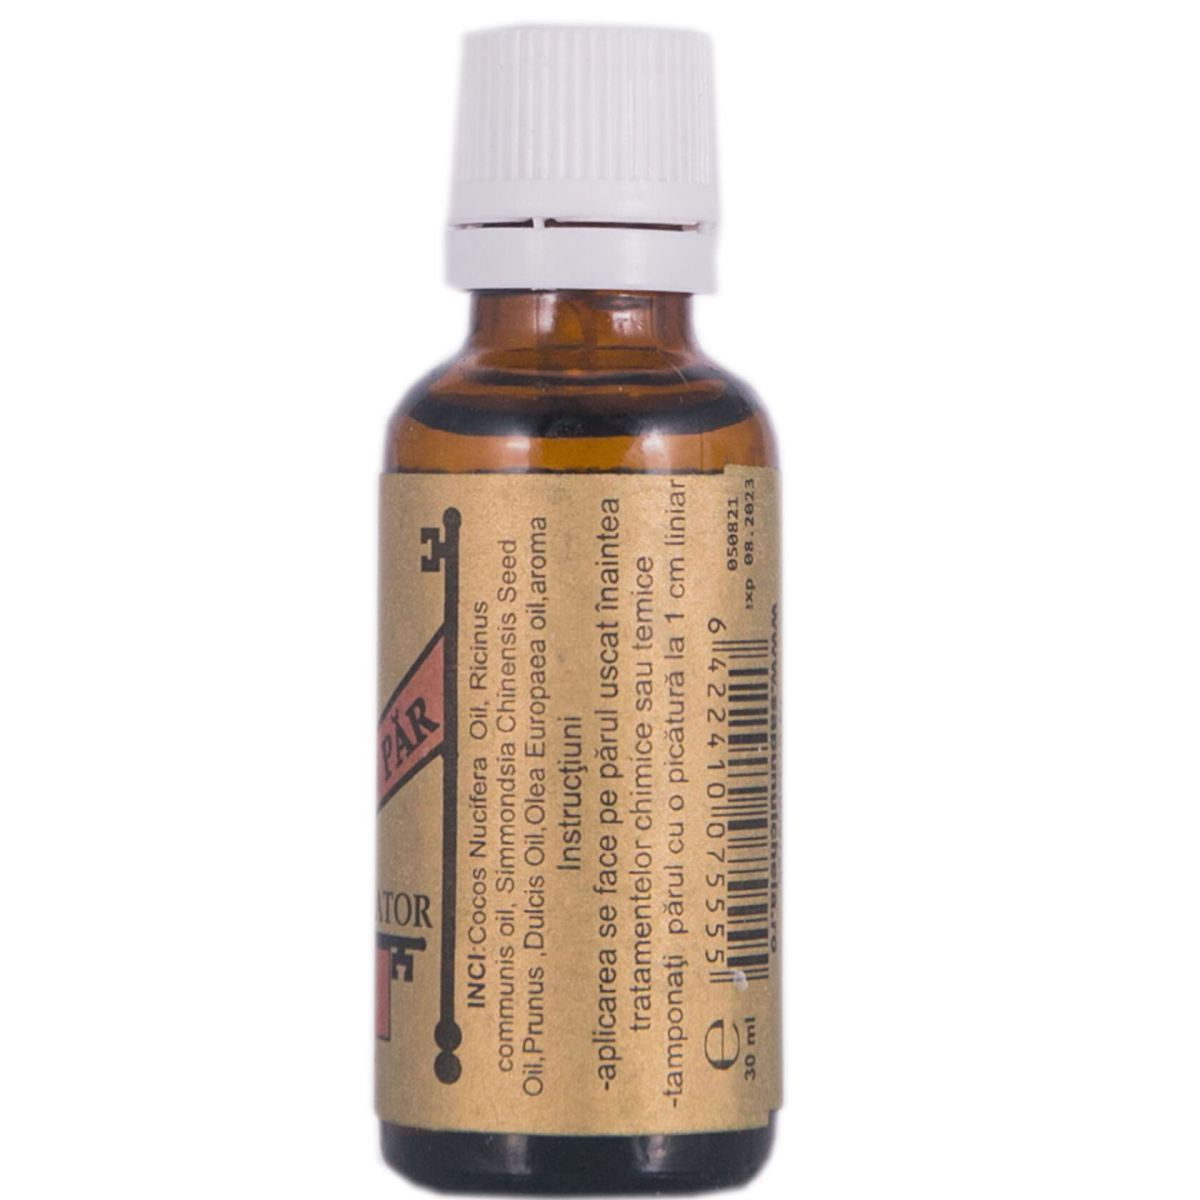 PĂR
ATOR
INCI:Cocos Nucifera Oil, Ricinus
communis oil, Simmondsia Chinensis Seed
Oil,Prunus ,Dulcis Oil,Olea Europaea oil,aroma
Instrucţiuni
-aplicarea se face pe părul uscat înaintea
tratamentelor chimice sau temice
-tamponaţi părul cu o picătură la 1 cm liniar
6 422410 075555
e
30 ml
050821
exp 08.2023